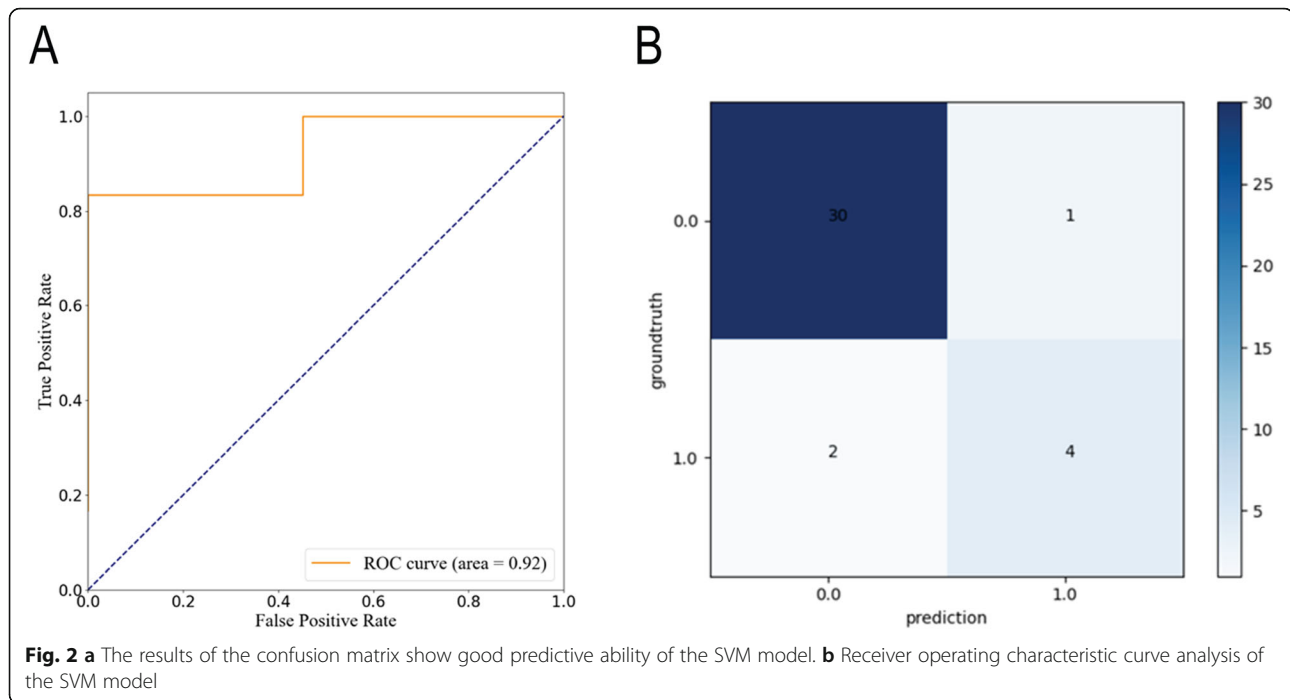 A
B
1.0
0.8
0.6
0.4
0.2
0.0
True Positive Rate
ROC curve (area = 0.92)
0.0 0.2 0.4 0.6 0.8 1.0
False Positive Rate
groundtruth
0.0
30 1
1.0
2 4
0.0 1.0
prediction
30
25
20
15
10
5
Fig. 2 a The results of the confusion matrix show good predictive ability of the SVM model. b Receiver operating characteristic curve analysis of
the SVM model